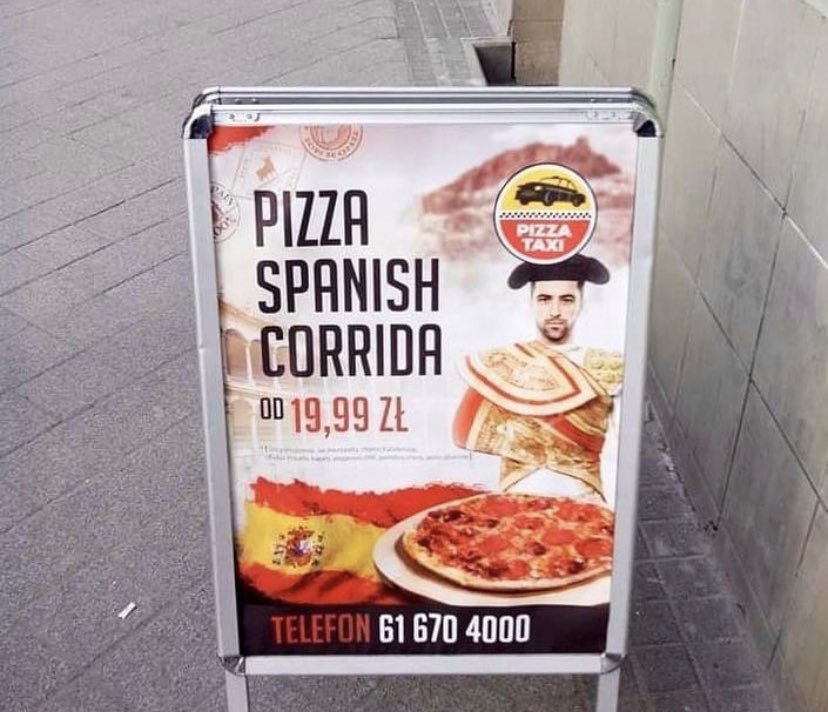 PIZZA
SPANISH
CORRIDA
OD 19,99 ZŁ
PIZZA
TAXI
TELEFON 61 670 4000